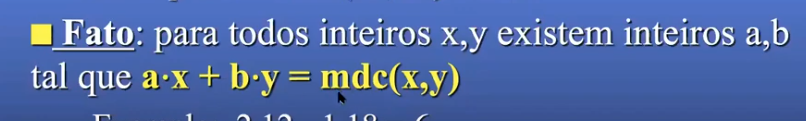 Fato: para todos inteiros x,y existem inteiros a,b
tal que a·x + b·y = mdc(x,y)